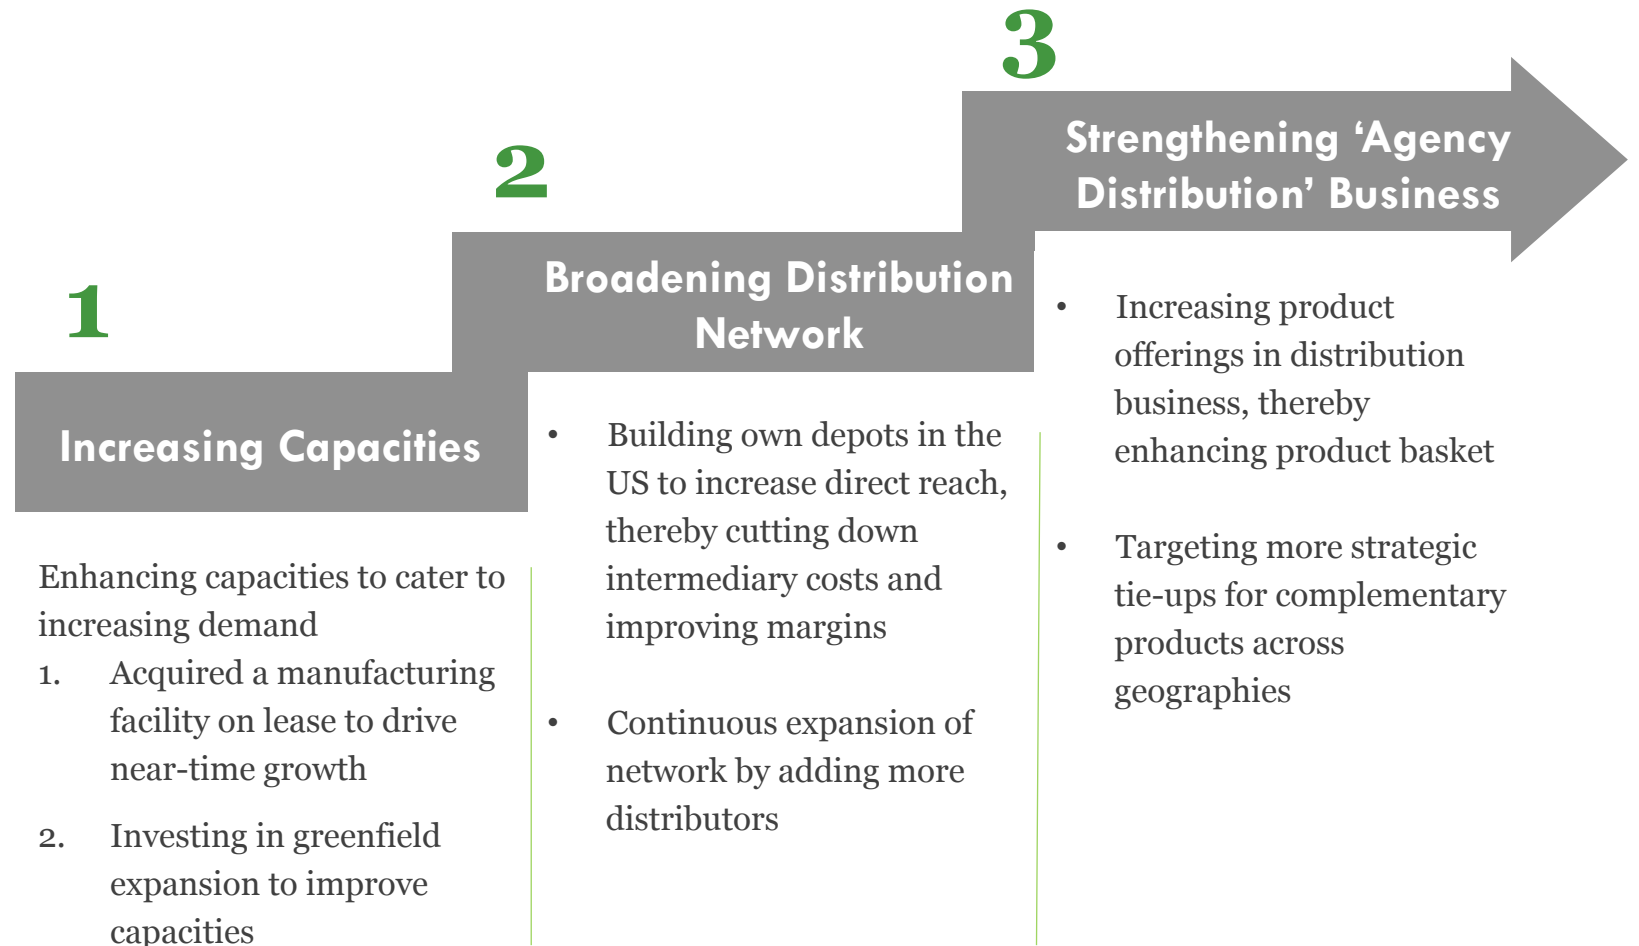 1
Increasing Capacities
Enhancing capacities to cater to
increasing demand
1. Acquired a manufacturing
facility on lease to drive
near-time growth
2. Investing in greenfield
expansion to improve
capacities
2
Broadening Distribution
Network
• Building own depots in the
US to increase direct reach,
thereby cutting down
intermediary costs and
improving margins
• Continuous expansion of
network by adding more
distributors
3
Strengthening ‘Agency
Distribution’ Business
• Increasing product
offerings in distribution
business, thereby
enhancing product basket
• Targeting more strategic
tie-ups for complementary
products across
geographies